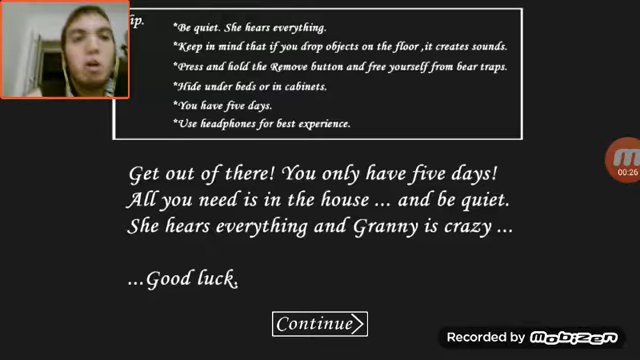 ip.
*Be quiet. She hears everything.
*Keep in mind that if you drop objects on the floor ,it creates sounds.
*Press and hold the Remove button and free yourself from bear traps.
*Hide under beds or in cabinets.
*You have five days.
*Use headphones for best experience.
Get out of there! You only have five days!
All you need is in the house ... and be quiet.
She hears everything and Granny is crazy ...
...Good luck.
Continue
00:26
Recorded by mobizen